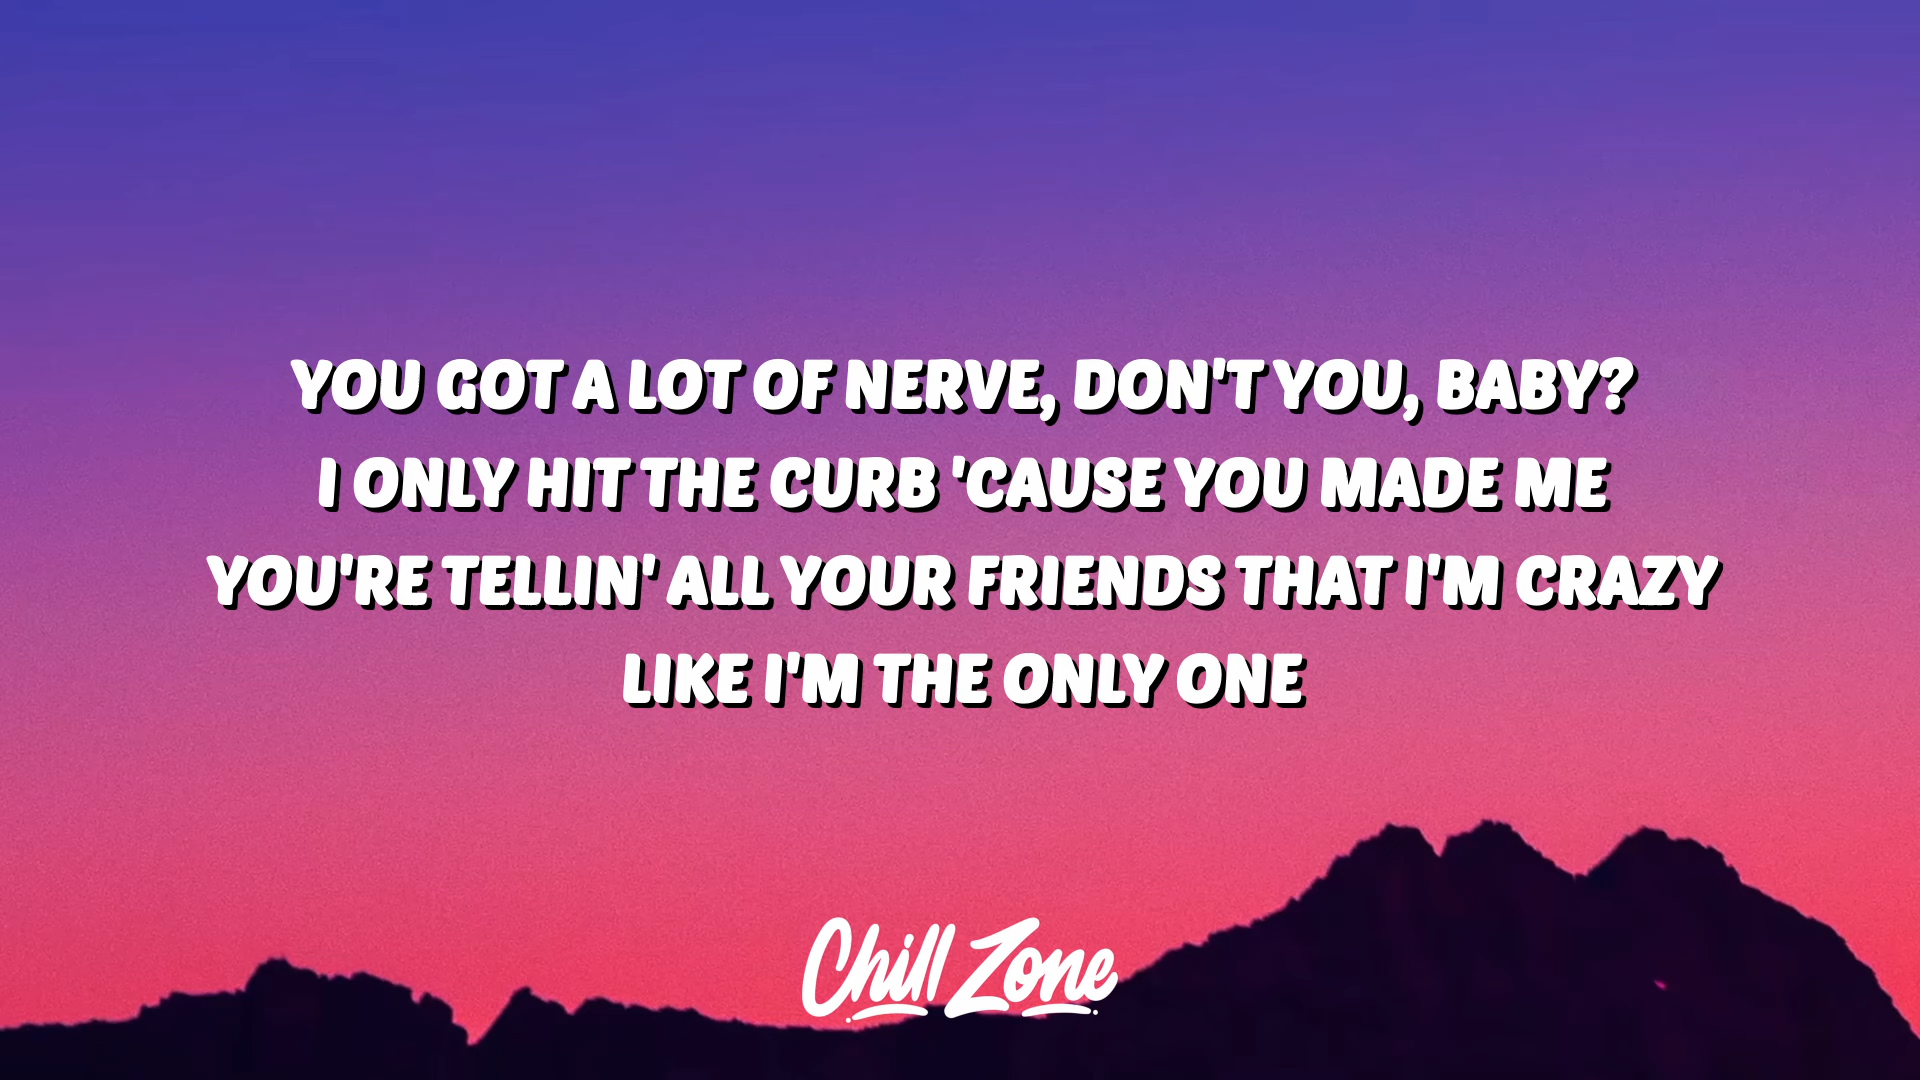 YOU GOT A LOT OF NERVE, DON'T YOU, BABY?
I ONLY HIT THE CURB 'CAUSE YOU MADE ME
YOU'RE TELLIN' ALL YOUR FRIENDS THAT I'M CRAZY
LIKE I'M THE ONLY ONE
Chill Zone